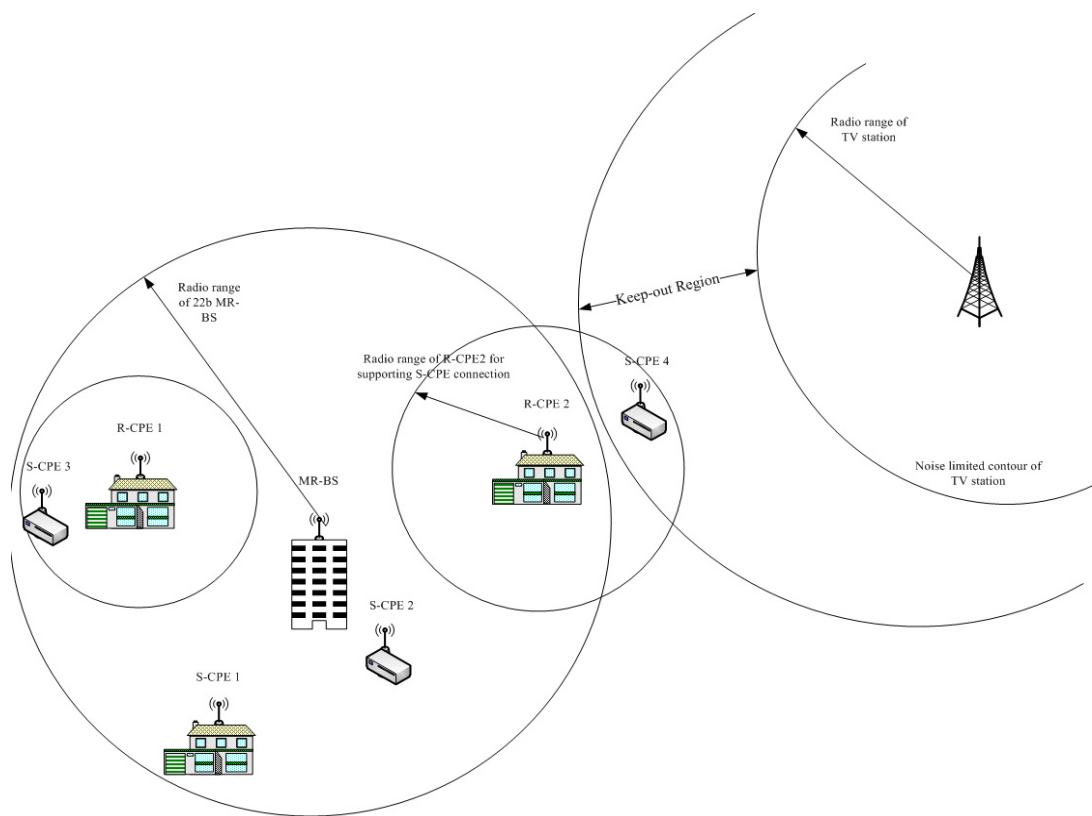 Radio range of
TV station
Radio range
of 22b MR-
BS
Keep-out Region
Radio range of R-CPE2 for
supporting S-CPE connection
S-CPE 4
R-CPE 2
R-CPE 1
S-CPE 3
MR-BS
Noise limited contour of
TV station
S-CPE 2
S-CPE 1